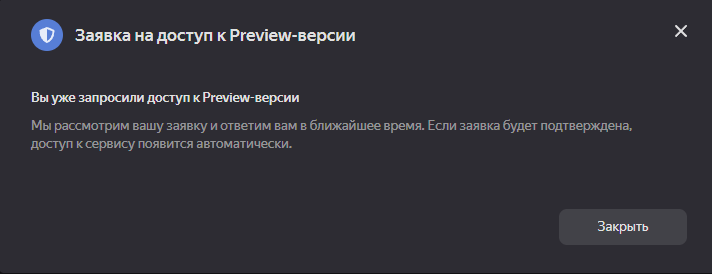 Заявка на доступ к Preview-версии
Вы уже запросили доступ к Preview-версии
Мы рассмотрим вашу заявку и ответим вам в ближайшее время. Если заявка будет подтверждена,
доступ к сервису появится автоматически.
Закрыть